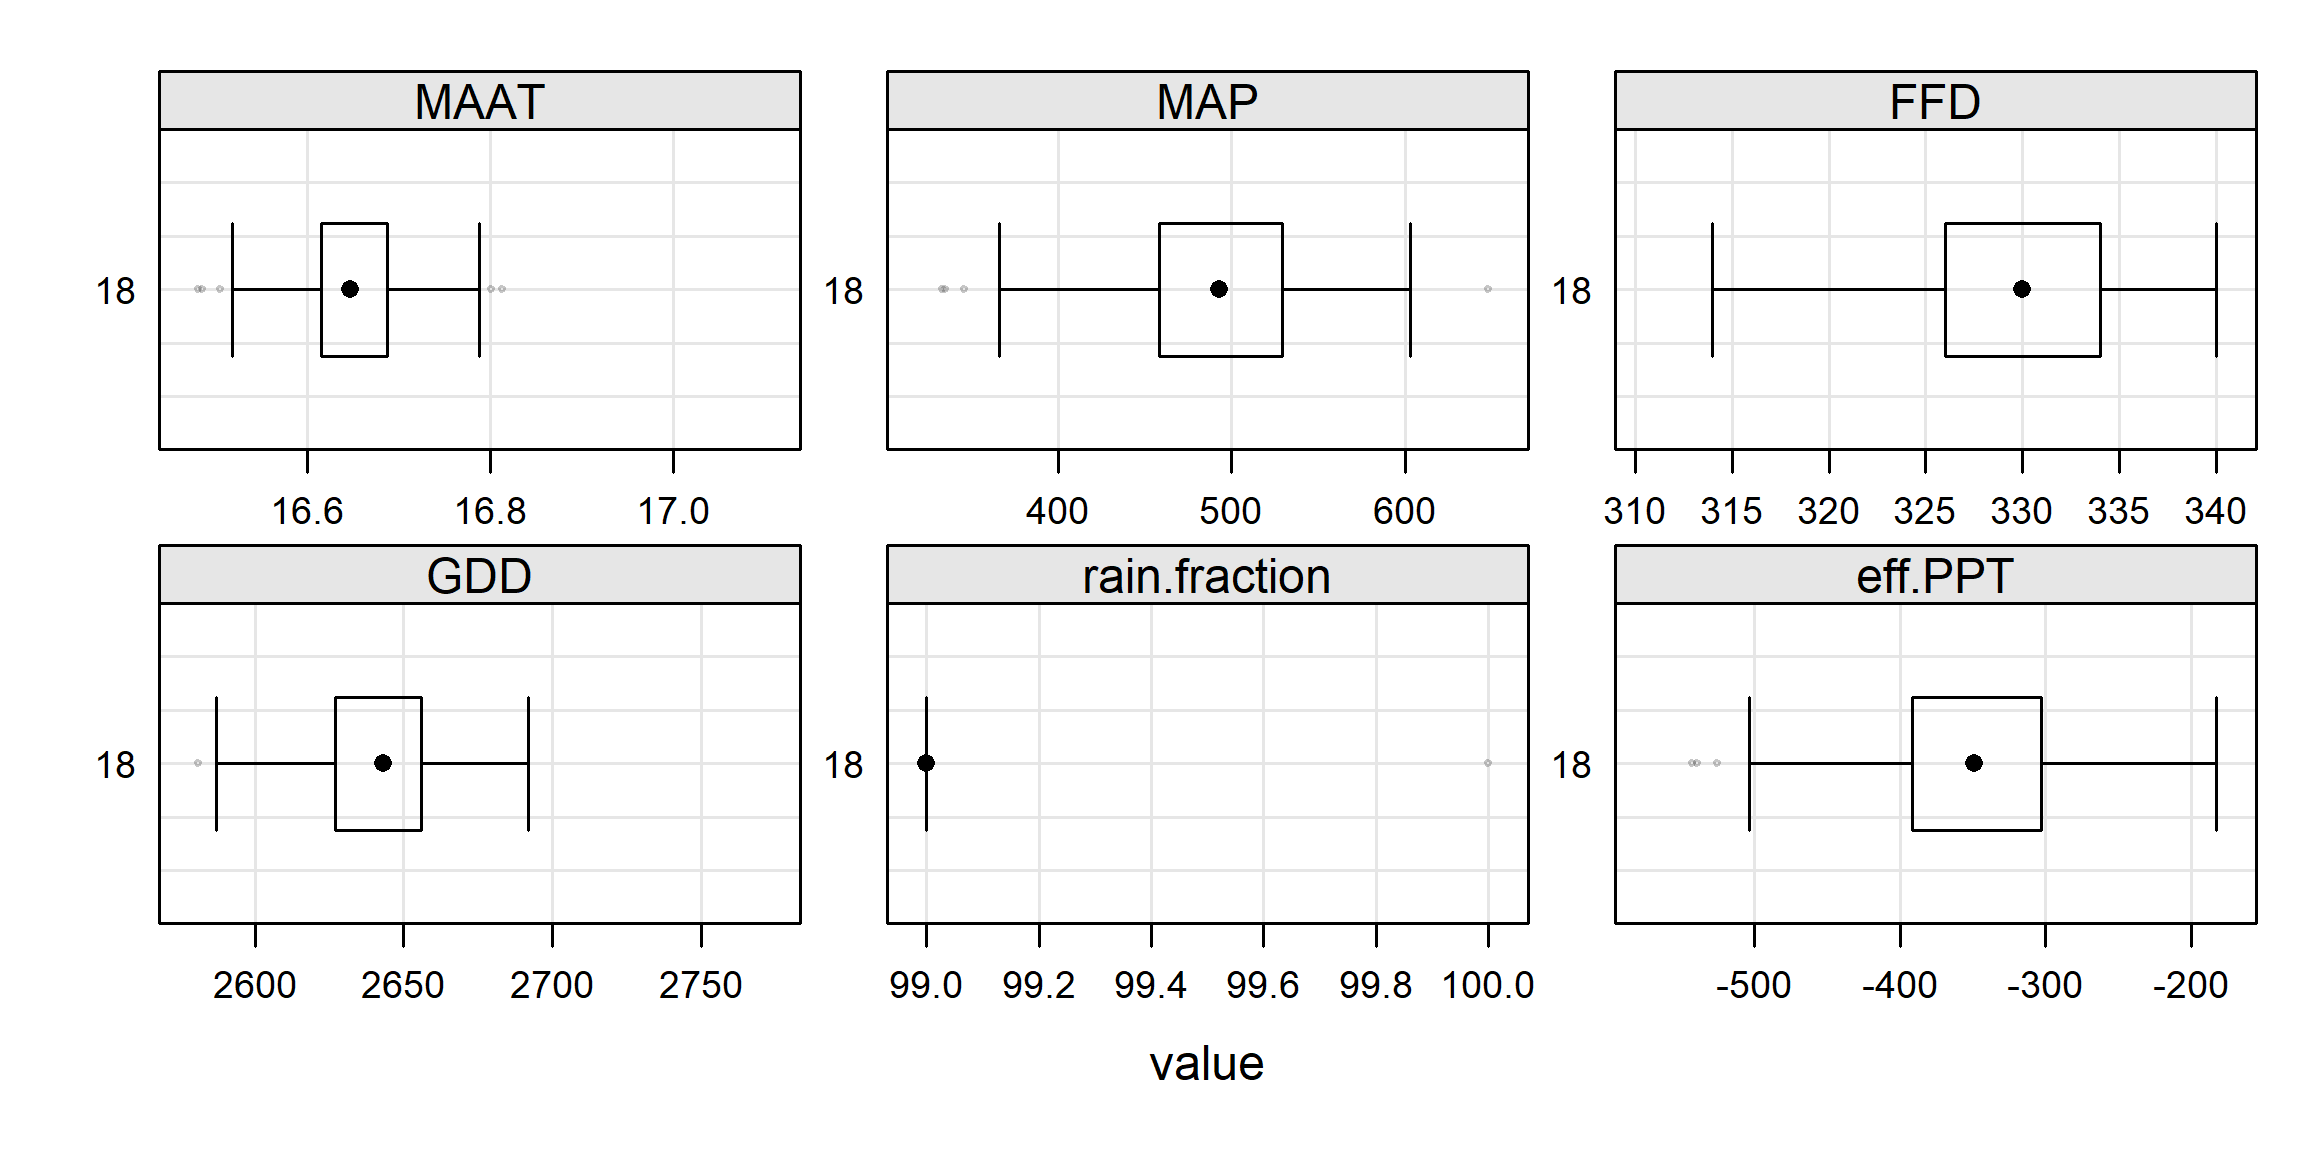 MAAT MAP FFD
18 18 18
16.6 16.8 17.0 400 500 600 310 315 320 325 330 335 340
GDD rain.fraction eff.PPT
18 18 18
2600 2650 2700 2750 99.0 99.2 99.4 99.6 99.8 100.0 -500 -400 -300 -200
value